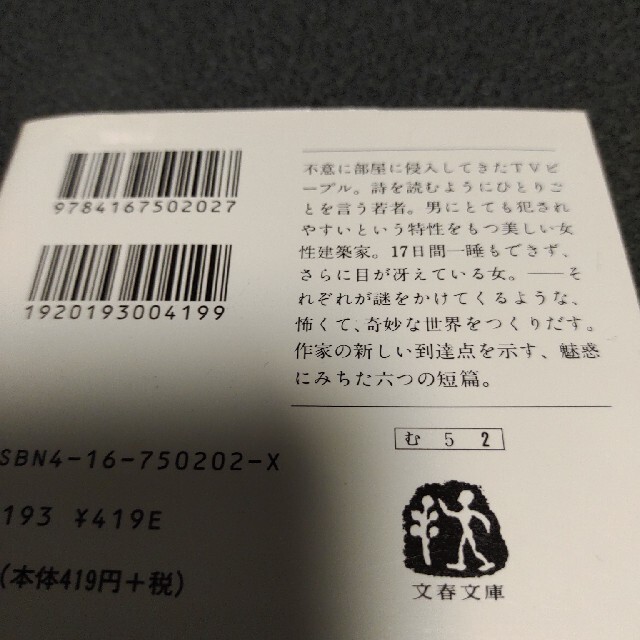 9784167502027
1920193004199
SBN4-16-750202-X
193 ¥419E
(本体419円+税)
不意に部屋に侵入してきたTVピ
ープル。詩を読むようにひとりご
とを言う若者。男にとても犯され
やすいという特性をもつ美しい女
性建築家。17日間一睡もできず、
さらに目が冴えている女。――そ
れぞれが謎をかけてくるような、
怖くて、奇妙な世界をつくりだす。
作家の新しい到達点を示す、魅惑
にみちた六つの短篇。
む 5 2
文春文庫